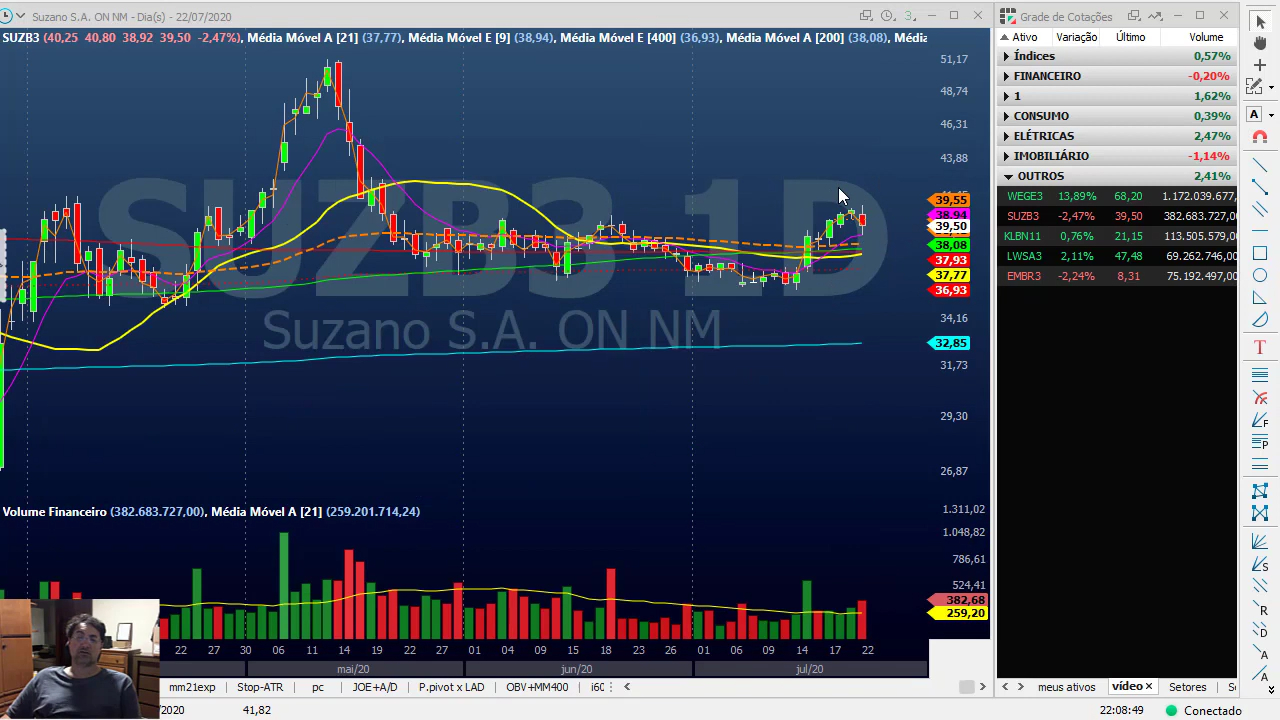 Suzano S.A. ON NM - Dia(s) - 22/07/2020
SUZB3 (40,25 40,80 38,92 39,50 -2,47%), Média Móvel A [21] (37,77), Média Móvel E [9] (38,94), Média Móvel E [400] (36,93), Média Móvel A [200] (38,08), Média
SUZB3 1D
Suzano S.A. ON NM
51,17
48,74
46,31
43,88
39,55
38,94
39,50
38,08
37,93
37,77
36,93
34,16
32,85
31,73
29,30
26,87
Volume Financeiro (382.683.727,00), Média Móvel A [21] (259.201.714,24)
1.311,02
1.048,82
786,61
524,41
382,68
259,20
22 27 30 06 11 14 19 22 27 01 04 09 15 18 23 26 01 06 09 14 17 22
mai/20 jun/20 jul/20
mm21exp Stop-ATR pc JOE+A/D P.pivot x LAD OBV+MM400
2020 41,82
Grade de Cotações
Ativo Variação Último Volume
Índices 0,57%
FINANCEIRO -0,20%
1 1,62%
CONSUMO 0,39%
ELÉTRICAS 2,47%
IMOBILIÁRIO -1,14%
OUTROS 2,41%
WEGE3 13,89% 68,20 1.172.039.677,
SUZB3 -2,47% 39,50 382.683.727,00
KLBN11 0,76% 21,15 113.505.579,00
LWSA3 2,11% 47,48 69.262.746,00
EMBR3 -2,24% 8,31 75.192.497,00
meus ativos vídeo Setores
22:08:49 Conectado